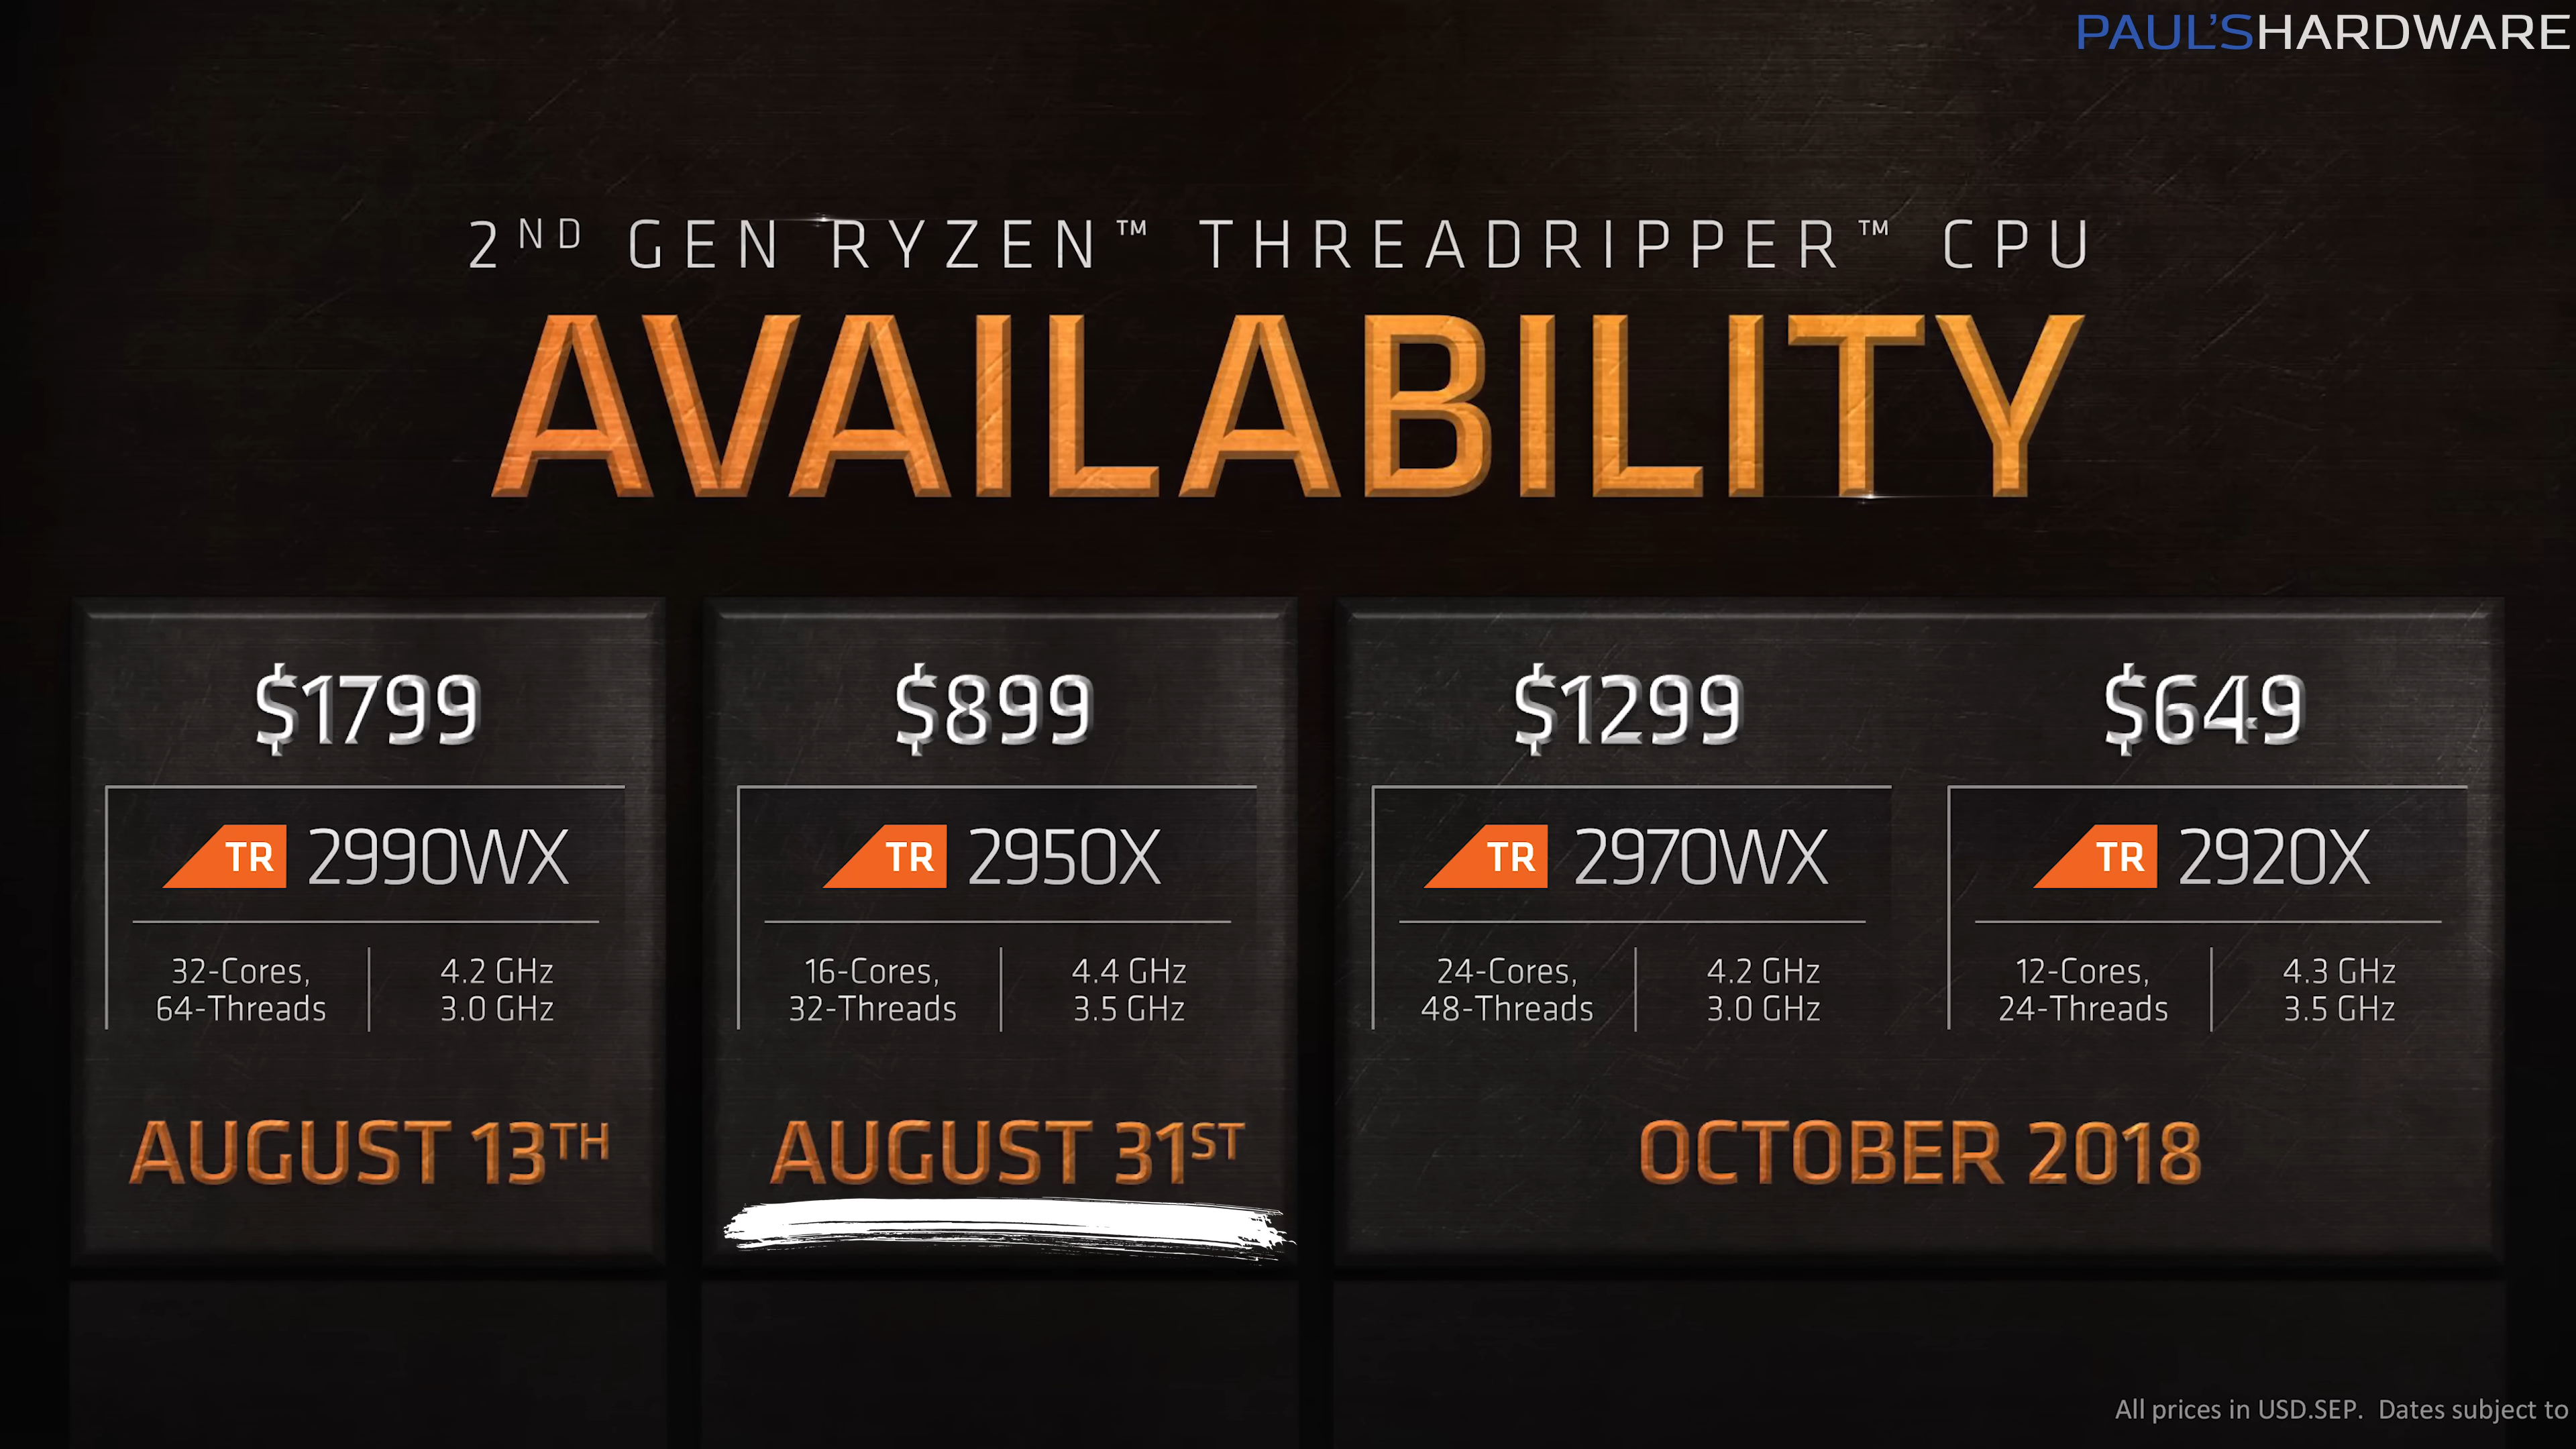 PAUL'SHARDWARE
2ND GEN RYZEN™ THREADRIPPER™ CPU
AVAILABILITY
$1799
TR 2990WX
32-Cores, 4.2 GHz
64-Threads 3.0 GHz
AUGUST 13TH
$899
TR 2950X
16-Cores, 4.4 GHz
32-Threads 3.5 GHz
AUGUST 31ST
$1299
TR 2970WX
24-Cores, 4.2 GHz
48-Threads 3.0 GHz
$649
TR 2920X
12-Cores, 4.3 GHz
24-Threads 3.5 GHz
OCTOBER 2018
All prices in USD.SEP. Dates subject to